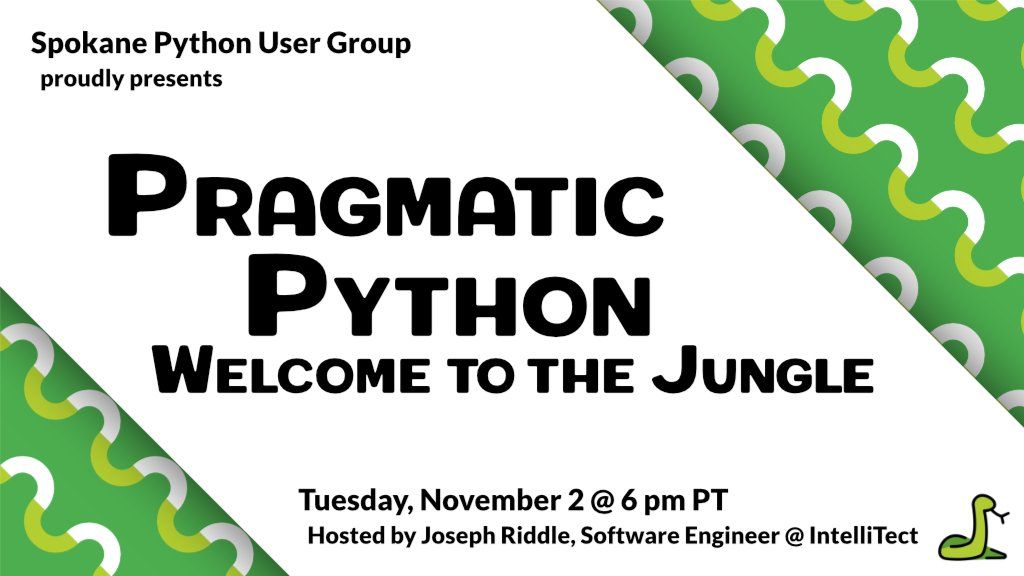 Spokane Python User Group
proudly presents
Pragmatic
Python
Welcome to the Jungle
Tuesday, November 2 @ 6 pm PT
Hosted by Joseph Riddle, Software Engineer @ IntelliTect